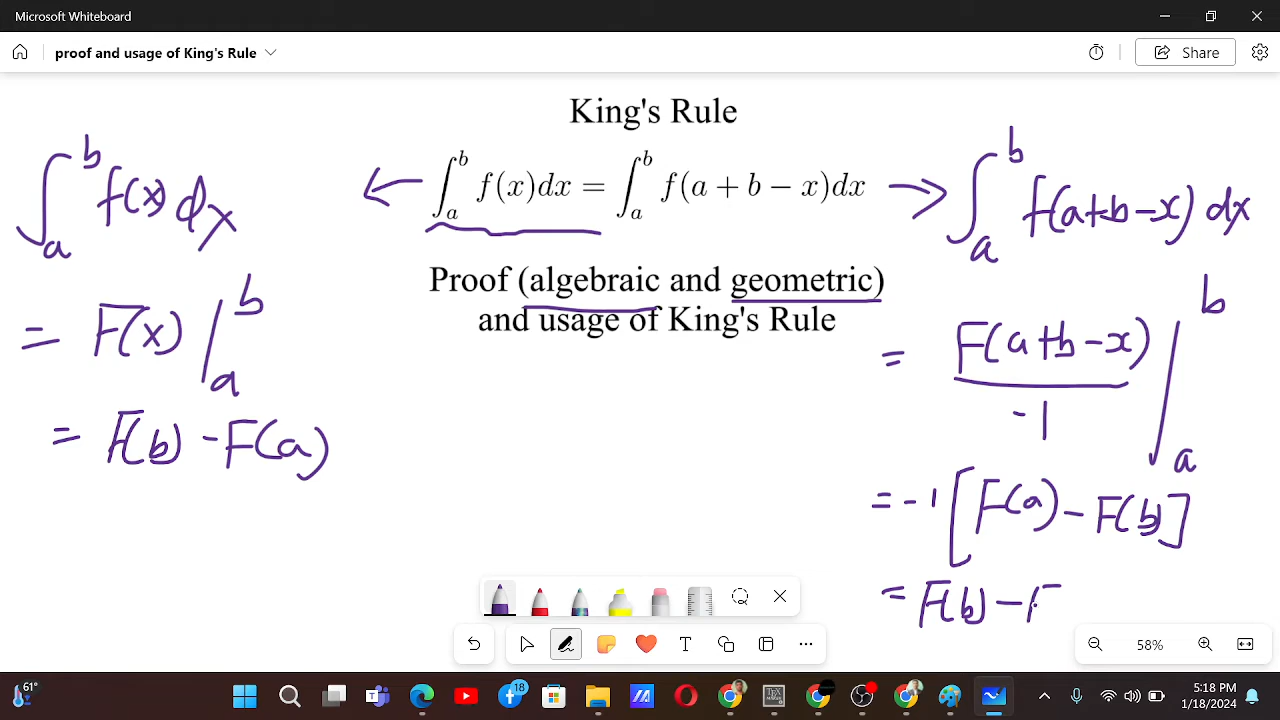 Microsoft Whiteboard
proof and usage of King's Rule
Share
King's Rule
∫_a^b f(x)dx = ∫_a^b f(a + b − x)dx
Proof (algebraic and geometric)
and usage of King's Rule
∫_a^b f(x) dx
= F(x) |_a^b
= F(b) - F(a)
∫_a^b f(a+b-x) dx
= F(a+b-x)
-1 |_a^b
= -1 [F(a) - F(b)]
= F(b) - F
T
58%
61°
18
5:18 PM
1/18/2024